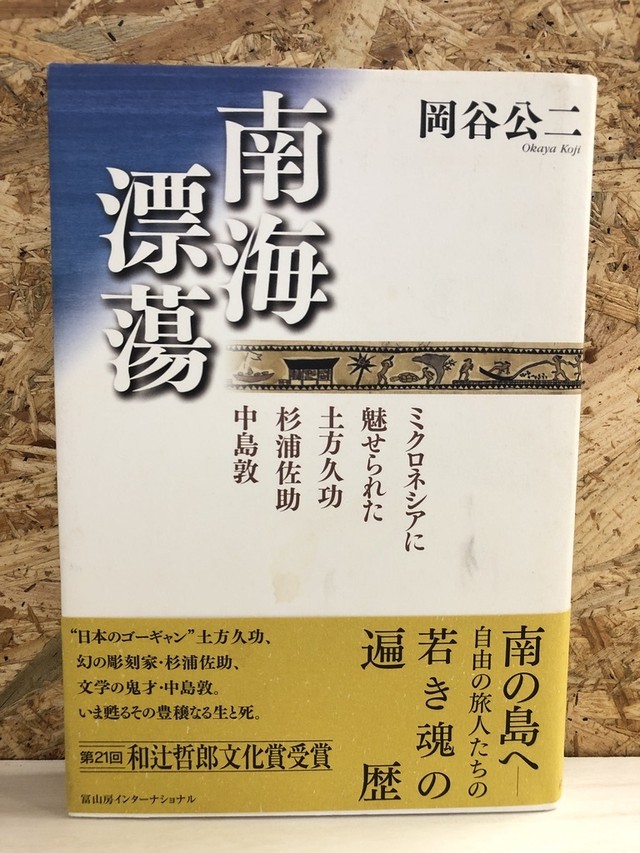 岡谷公二
Okaya Koji
南海
漂蕩
ミクロネシアに
魅せられた
土方久功
杉浦佐助
中島敦
南の島へ―
自由の旅人たちの
若き魂の
遍歴
“日本のゴーギャン”土方久功、
幻の彫刻家・杉浦佐助、
文学の鬼才・中島敦。
いま甦るその豊穣なる生と死。
第21回 和辻哲郎文化賞受賞
冨山房インターナショナル